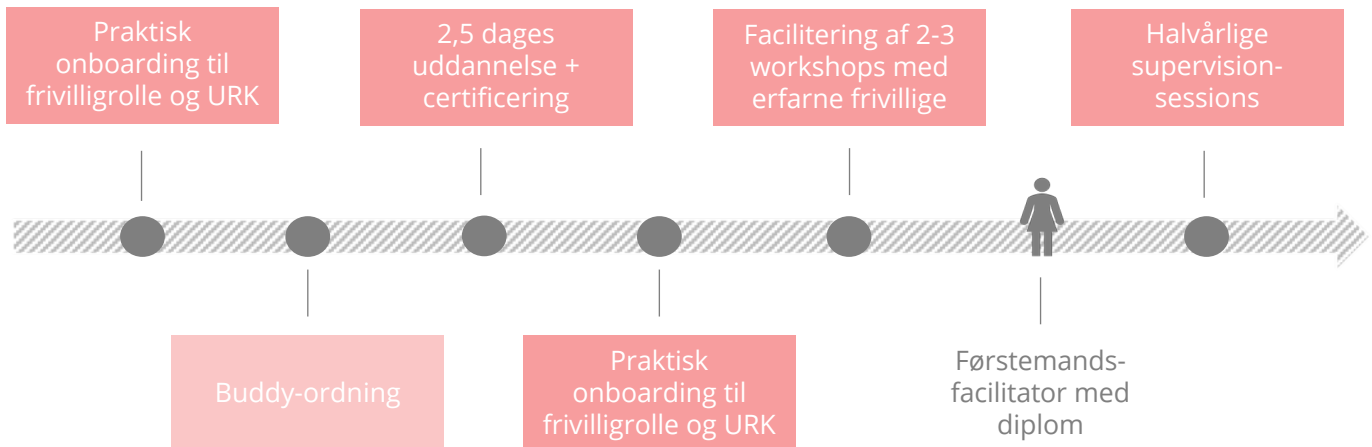 Praktisk
onboarding til
frivilligrolle og URK
2,5 dages
uddannelse +
certificering
Facilitering af 2-3
workshops med
erfarne frivillige
Halvårlige
supervision-
sessions
Buddy-ordning
Praktisk
onboarding til
frivilligrolle og URK
Førstemands-
facilitator med
diplom